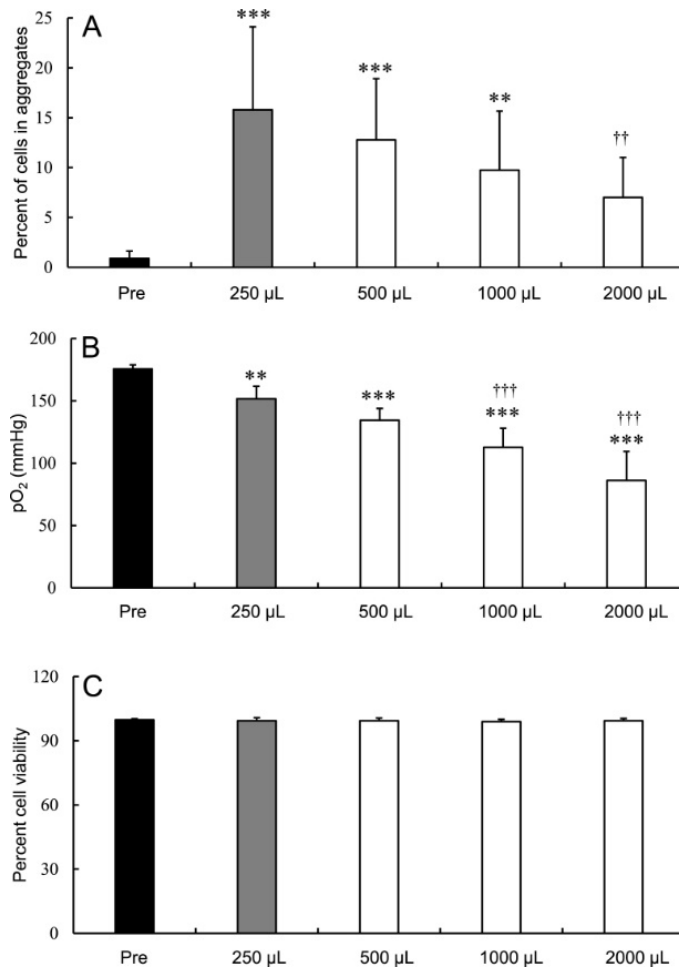 A
Percent of cells in aggregates
25
20
15
10
5
0
***
***
**
††
Pre
250 µL
500 µL
1000 µL
2000 µL
B
pO₂ (mmHg)
200
150
100
50
0
**
***
†††
***
†††
***
Pre
250 µL
500 µL
1000 µL
2000 µL
C
Percent cell viability
120
90
60
30
0
Pre
250 µL
500 µL
1000 µL
2000 µL